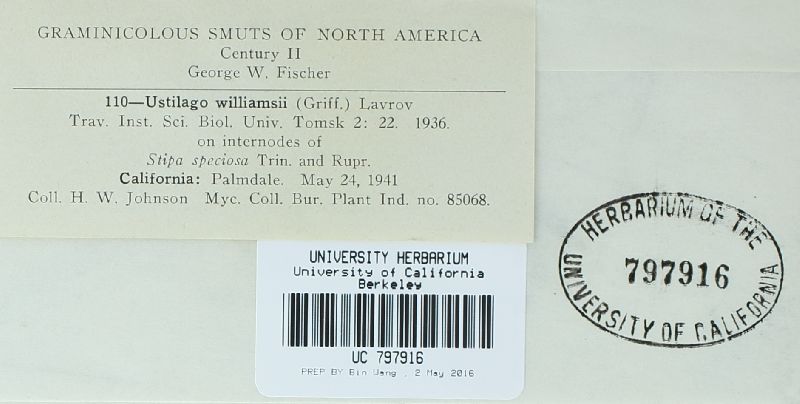 GRAMINICOLOUS SMUTS OF NORTH AMERICA
Century II
George W. Fischer
110—Ustilago williamsii (Griff.) Lavrov
Trav. Inst. Sci. Biol. Univ. Tomsk 2: 22. 1936.
on internodes of
Stipa speciosa Trin. and Rupr.
California: Palmdale. May 24, 1941
Coll. H. W. Johnson Myc. Coll. Bur. Plant Ind. no. 85068.
UNIVERSITY HERBARIUM
University of California
Berkeley
UC 797916
PREP BY Bin Wang , 2 May 2016
HERBARIUM OF THE
797916
UNIVERSITY OF CALIFORNIA